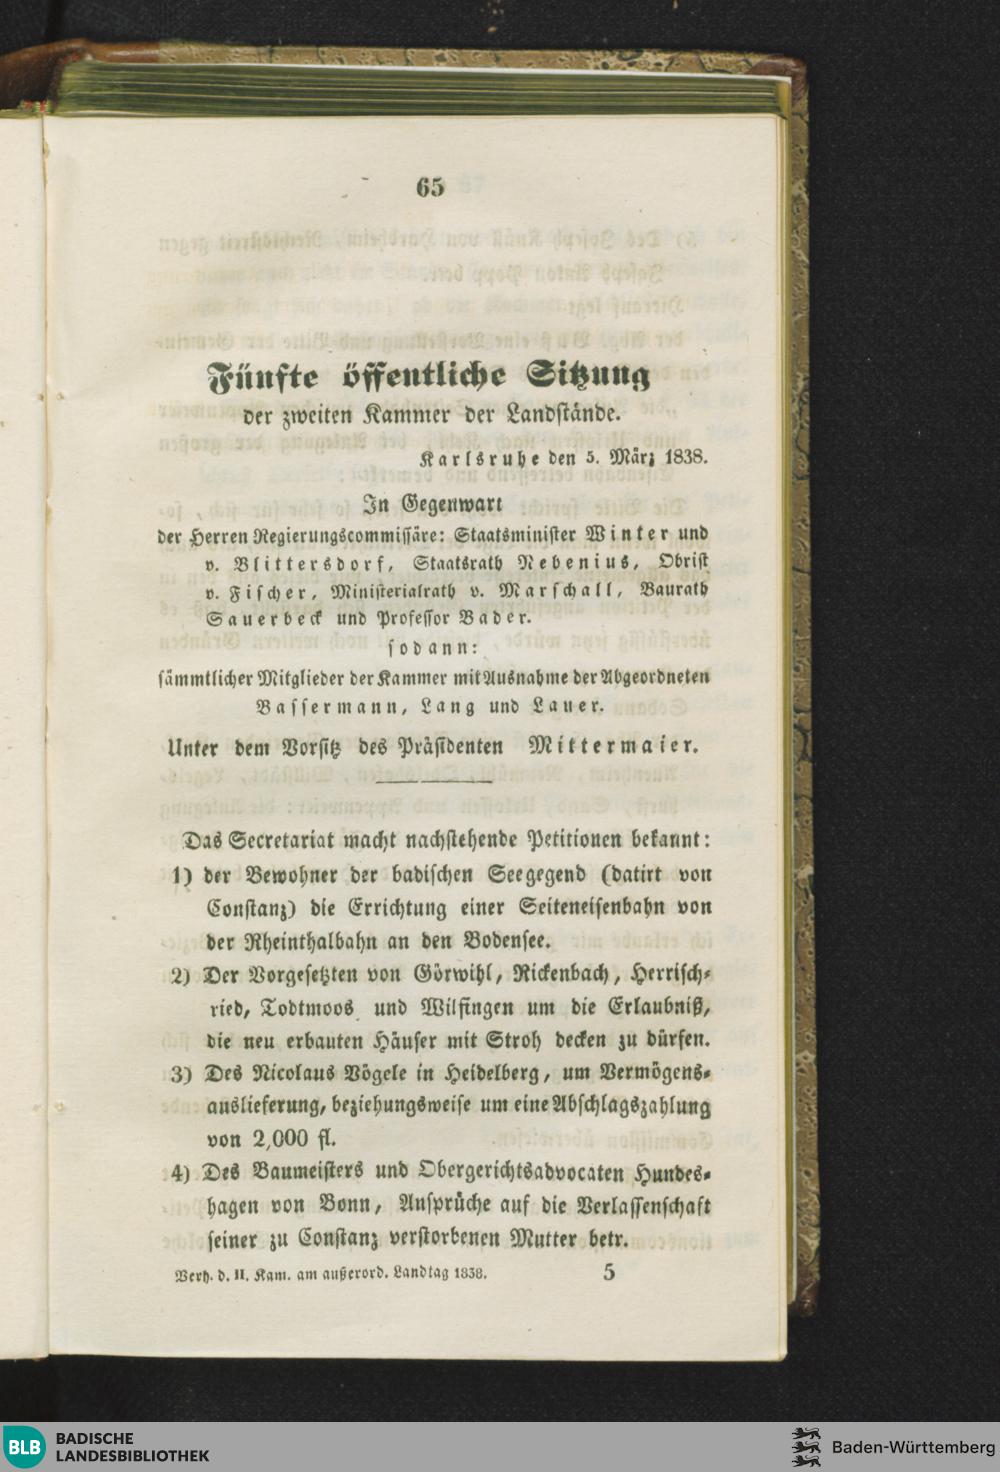 65
Fünfte öffentliche Sitzung
der zweiten Kammer der Landstände.
Karlsruhe den 5. März 1838.
In Gegenwart
der Herren Regierungscommissäre: Staatsminister Winter und
v. Blittersdorf, Staatsrath Nebenius, Obrist
v. Fischer, Ministerialrath v. Marschall, Baurath
Sauerbeck und Professor Bader.
sodann:
sämmtlicher Mitglieder der Kammer mit Ausnahme der Abgeordneten
Bassermann, Lang und Lauer.
Unter dem Vorsitz des Präsidenten Mittermaier.
Das Secretariat macht nachstehende Petitionen bekannt:
1) der Bewohner der badischen Seegegend (datirt von
Constanz) die Errichtung einer Seiteneisenbahn von
der Rheinthalbahn an den Bodensee.
2) Der Vorgesetzten von Görwihl, Rickenbach, Herrisch-
ried, Todtmoos und Wilfingen um die Erlaubniß,
die neu erbauten Häuser mit Stroh decken zu dürfen.
3) Des Nicolaus Vögele in Heidelberg, um Vermögens-
auslieferung, beziehungsweise um eine Abschlagszahlung
von 2,000 fl.
4) Des Baumeisters und Obergerichtsadvocaten Hundes-
hagen von Bonn, Ansprüche auf die Verlassenschaft
seiner zu Constanz verstorbenen Mutter betr.
Verh. d. II. Kam. am außerord. Landtag 1838. 5
BLB BADISCHE
LANDESBIBLIOTHEK
Baden-Württemberg